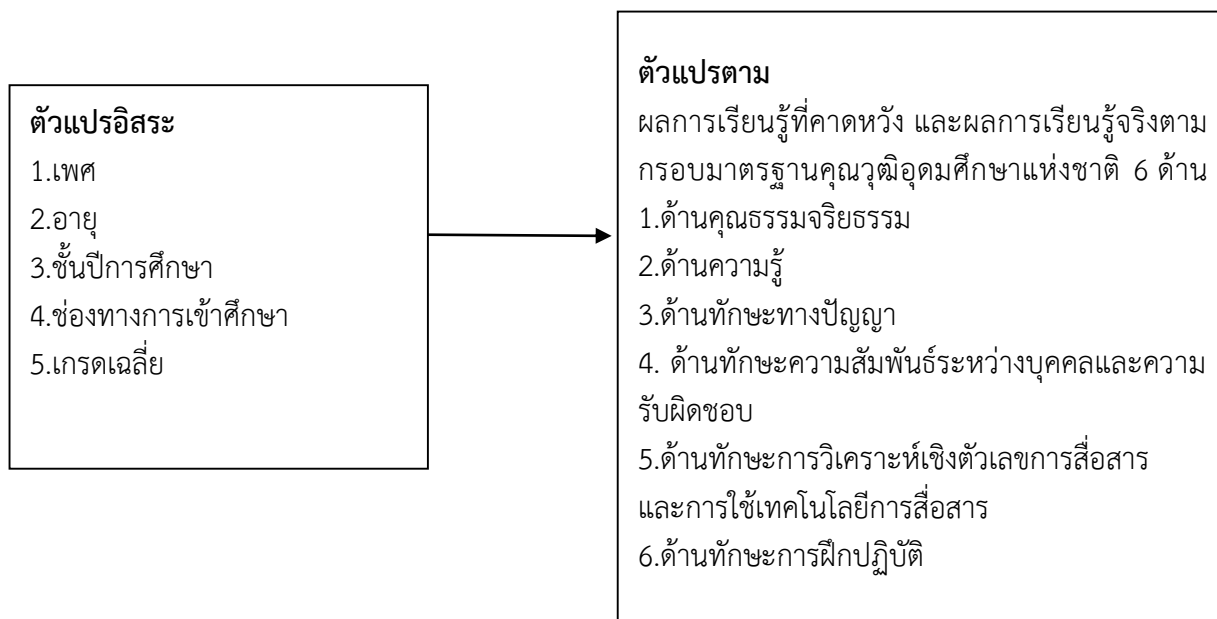 ตัวแปรอิสระ
1.เพศ
2.อายุ
3.ชั้นปีการศึกษา
4.ช่องทางการเข้าศึกษา
5.เกรดเฉลี่ย
ตัวแปรตาม
ผลการเรียนรู้ที่คาดหวัง และผลการเรียนรู้จริงตาม
กรอบมาตรฐานคุณวุฒิอุดมศึกษาแห่งชาติ 6 ด้าน
1.ด้านคุณธรรมจริยธรรม
2.ด้านความรู้
3.ด้านทักษะทางปัญญา
4. ด้านทักษะความสัมพันธ์ระหว่างบุคคลและความ
รับผิดชอบ
5.ด้านทักษะการวิเคราะห์เชิงตัวเลขการสื่อสาร
และการใช้เทคโนโลยีการสื่อสาร
6.ด้านทักษะการฝึกปฏิบัติ